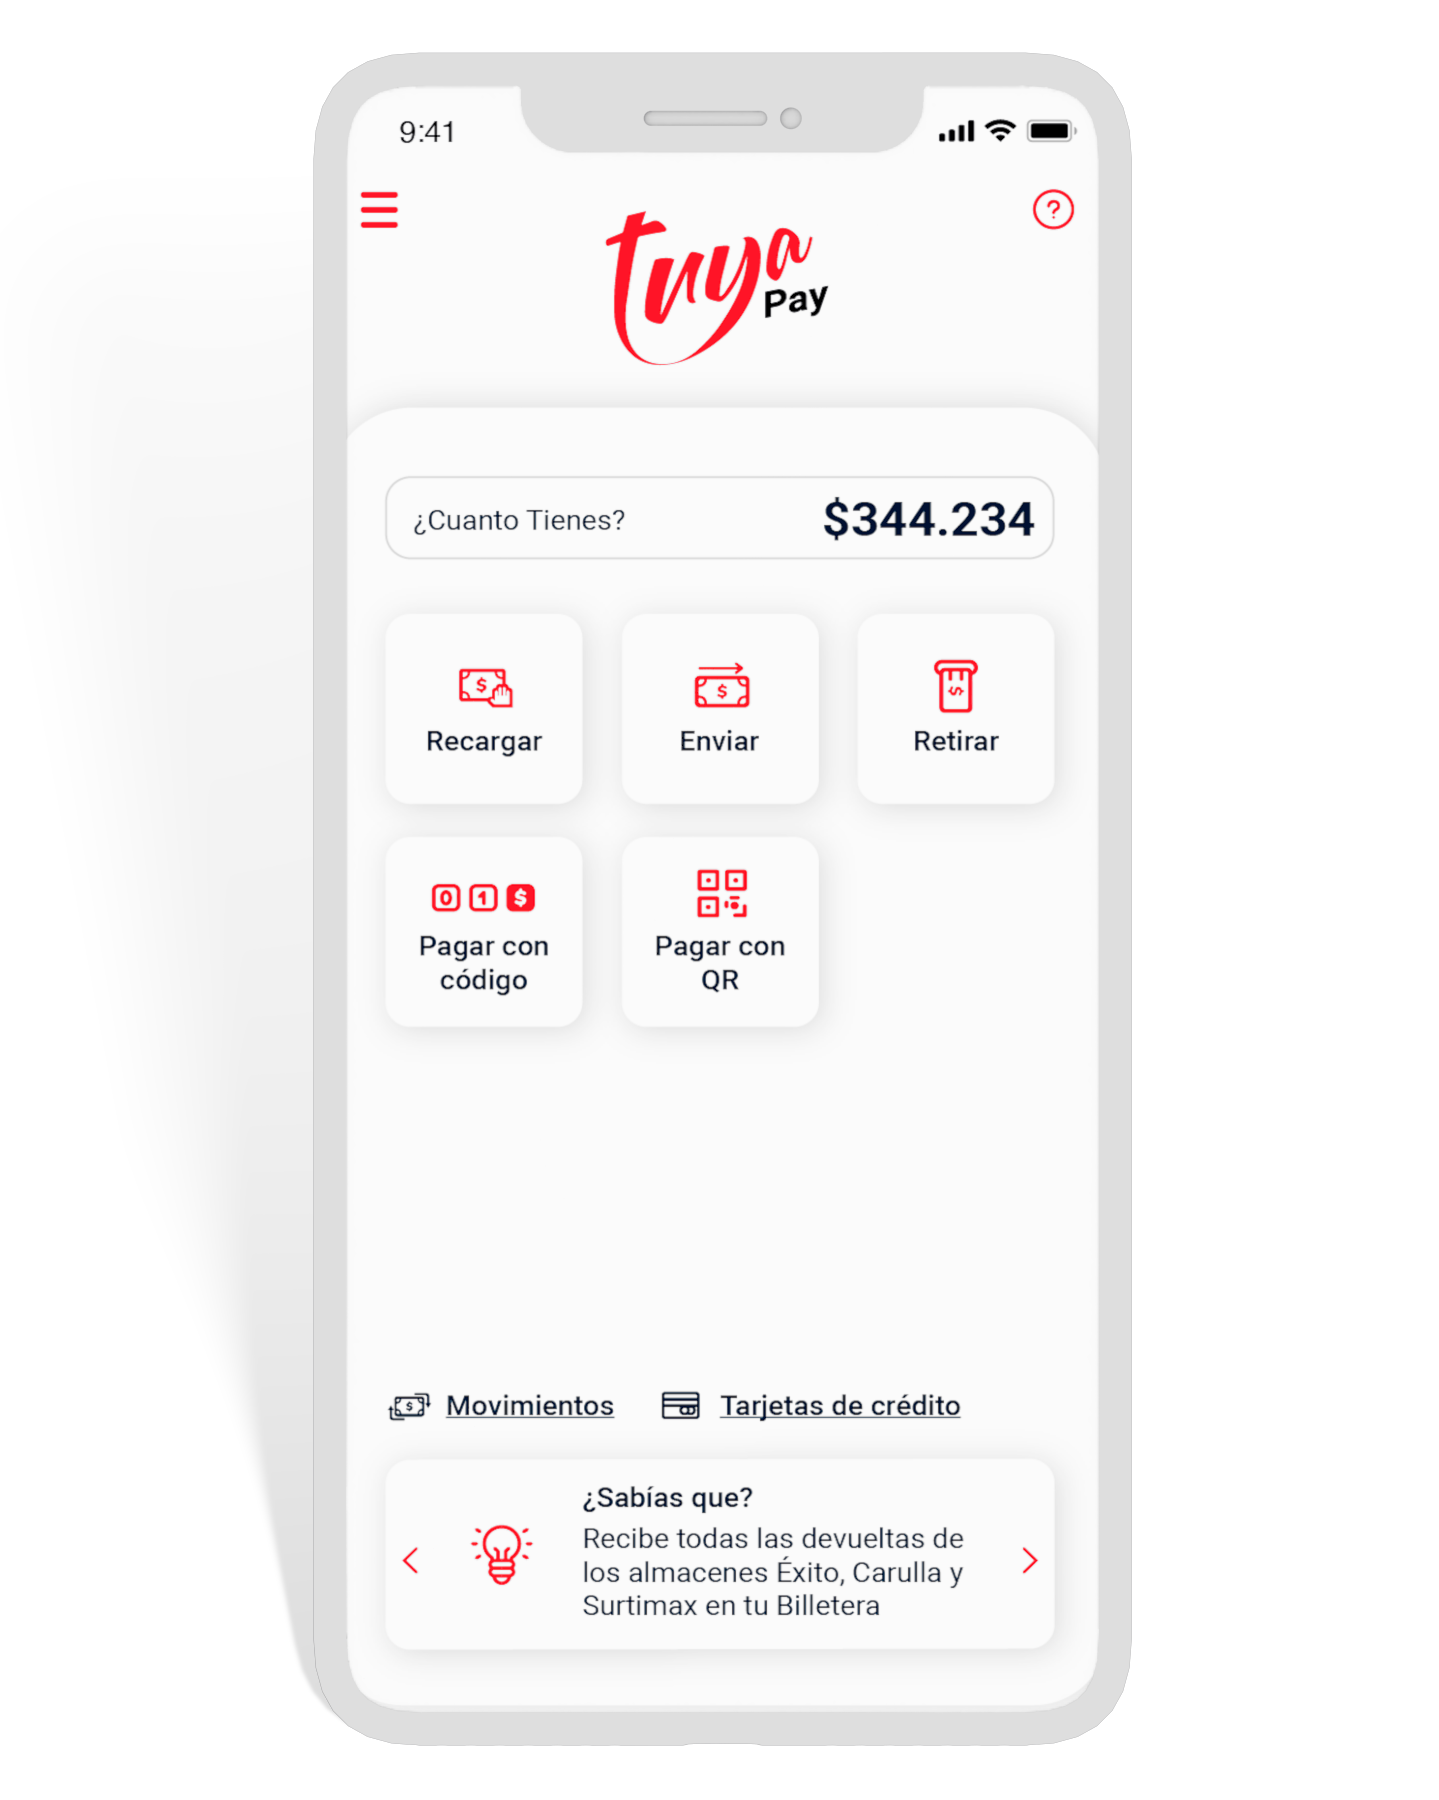 9:41
?
tuya
Pay
¿Cuanto Tienes? $344.234
$
$
$
Recargar Enviar Retirar
0 1 $
Pagar con Pagar con
código QR
$
Movimientos Tarjetas de crédito
¿Sabías que?
Recibe todas las devueltas de
los almacenes Éxito, Carulla y
Surtimax en tu Billetera